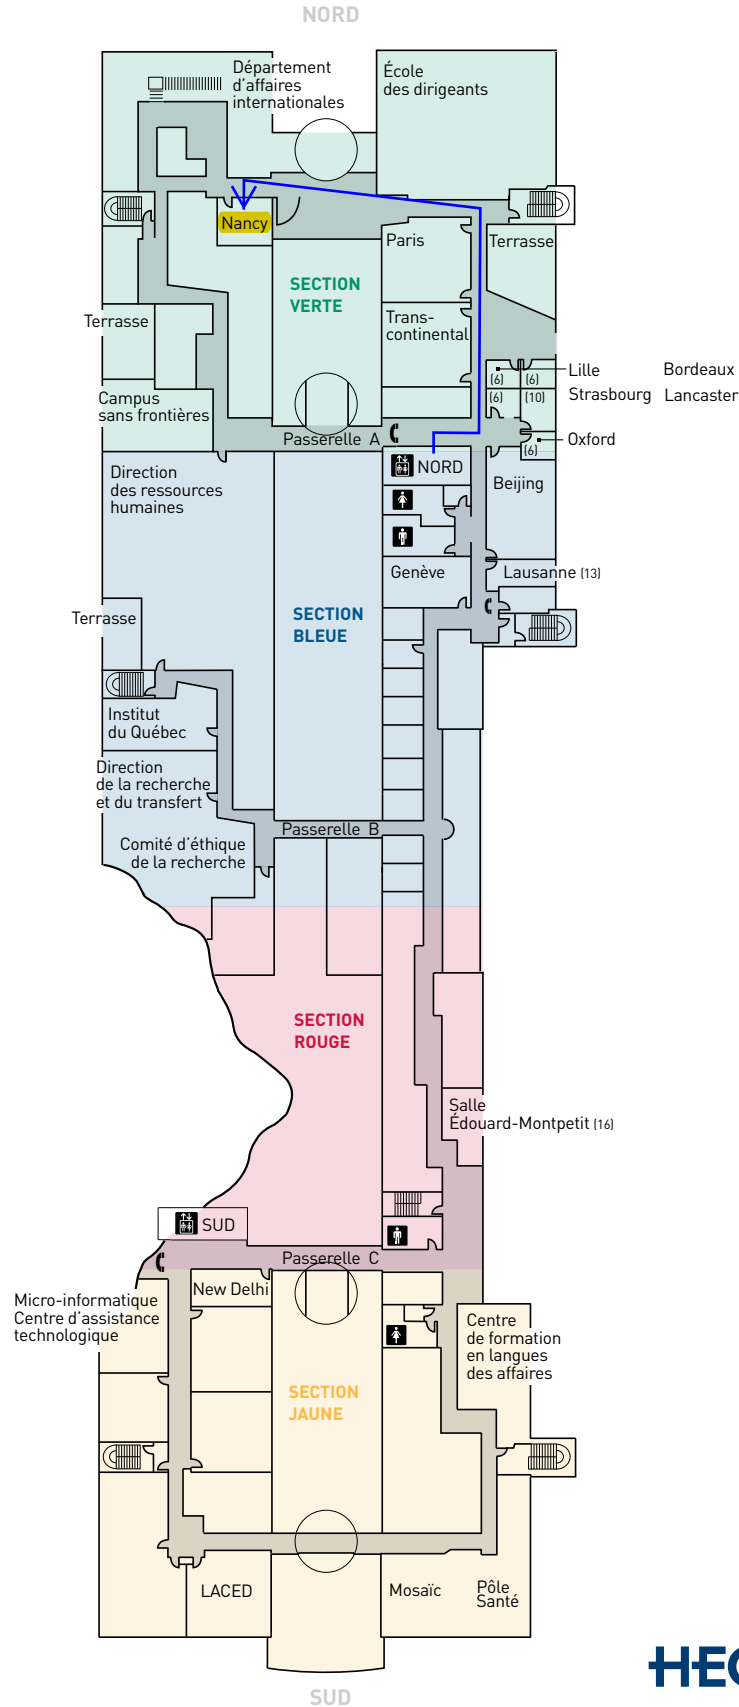 NORD
Département
d'affaires
internationales
École
des dirigeants
Nancy
Paris
Terrasse
SECTION
VERTE
Trans-
continental
Terrasse
Lille
Bordeaux
(6)
(6)
Campus
sans frontières
(6)
(10)
Strasbourg
Lancaster
Passerelle A
Oxford
(6)
NORD
Direction
des ressources
humaines
Beijing
Genève
Lausanne (13)
Terrasse
SECTION
BLEUE
Institut
du Québec
Direction
de la recherche
et du transfert
Passerelle B
Comité d'éthique
de la recherche
SECTION
ROUGE
Salle
Édouard-Montpetit (16)
SUD
Passerelle C
New Delhi
Micro-informatique
Centre d'assistance
technologique
Centre
de formation
en langues
des affaires
SECTION
JAUNE
LACED
Mosaïc
Pôle
Santé
HEC
SUD